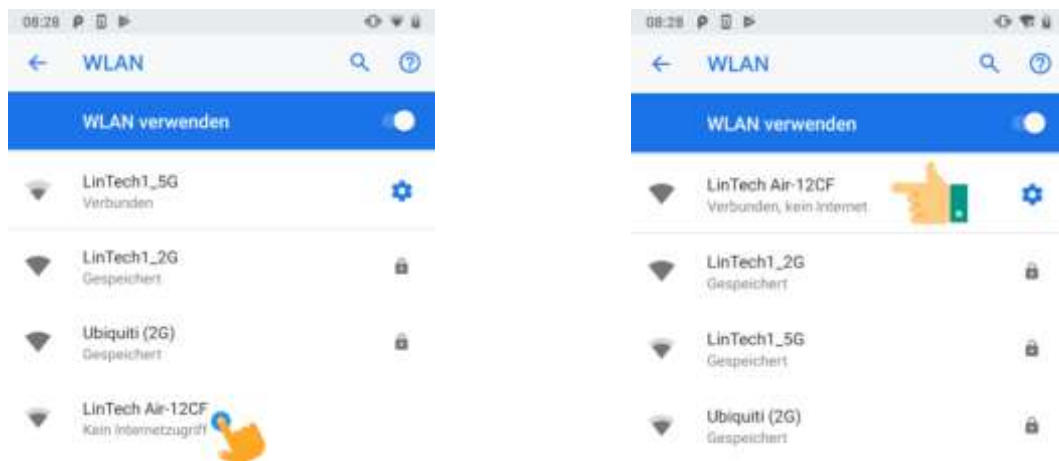 08:28
WLAN
WLAN verwenden
LinTech1_5G
Verbunden
LinTech1_2G
Gespeichert
Ubiquiti (2G)
Gespeichert
LinTech Air-12CF
Kein Internetzugriff
08:28
WLAN
WLAN verwenden
LinTech Air-12CF
Verbunden, kein Internet
LinTech1_2G
Gespeichert
LinTech1_5G
Gespeichert
Ubiquiti (2G)
Gespeichert